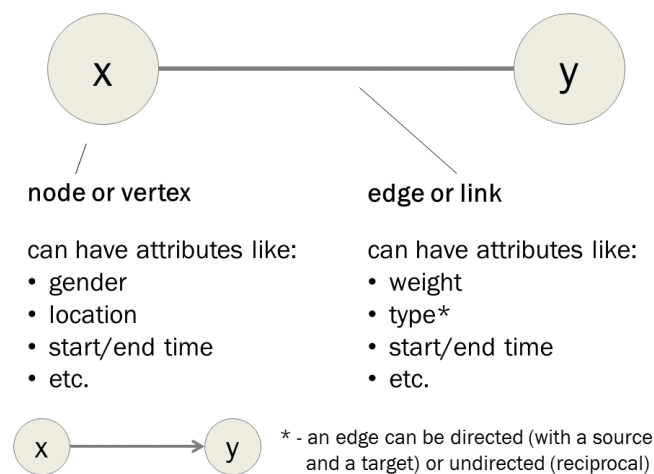 x
y
node or vertex
can have attributes like:
• gender
• location
• start/end time
• etc.
edge or link
can have attributes like:
• weight
• type*
• start/end time
• etc.
x
y
* - an edge can be directed (with a source
and a target) or undirected (reciprocal)